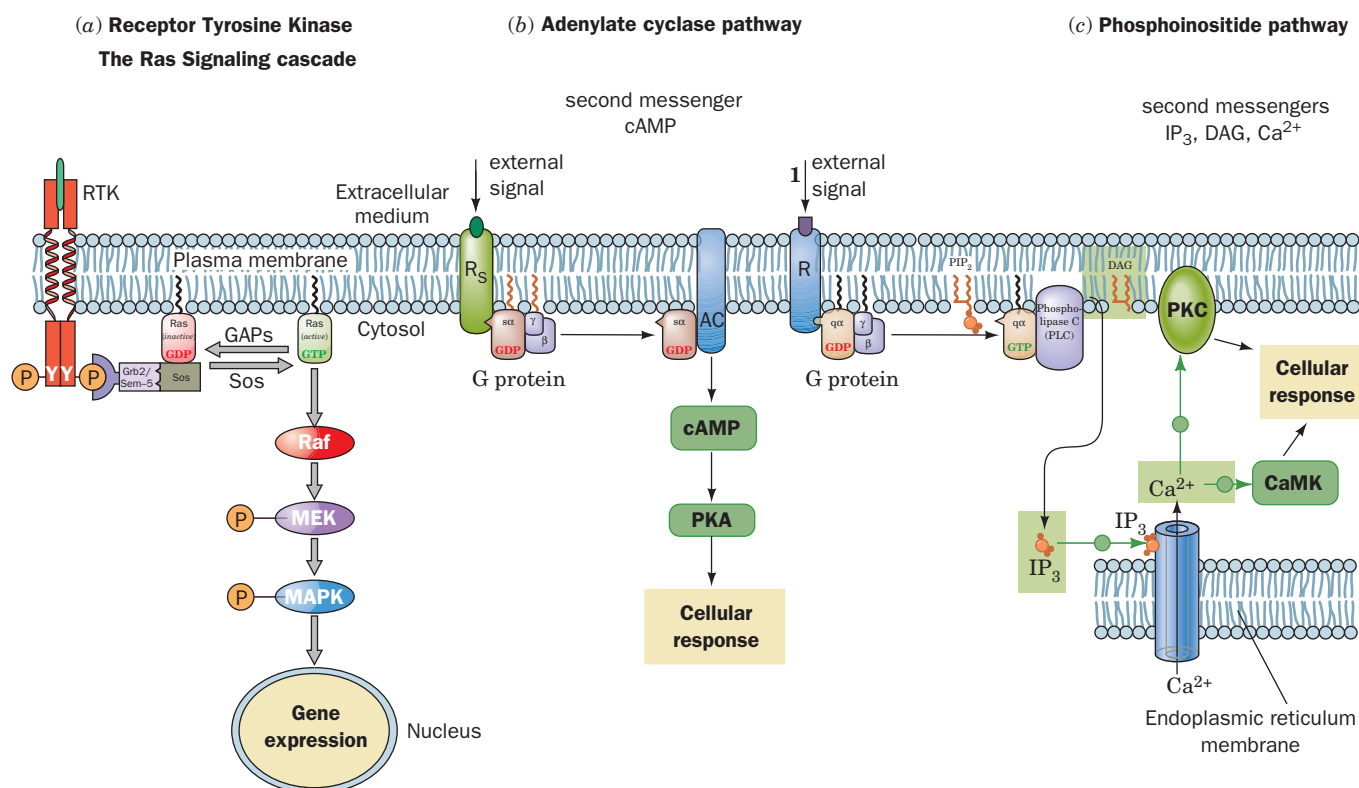 (a) Receptor Tyrosine Kinase
The Ras Signaling cascade
RTK
Extracellular
medium
Plasma membrane
Cytosol
Ras
(inactive)
GDP
Ras
(active)
GTP
GAPs
Sos
P
YY
P
Grb2/
Sem–5
Sos
Raf
P
MEK
P
MAPK
Gene
expression
Nucleus
(b) Adenylate cyclase pathway
second messenger
cAMP
external
signal
RS
sα
GDP
γ
β
G protein
sα
GDP
AC
cAMP
PKA
Cellular
response
(c) Phosphoinositide pathway
second messengers
IP3, DAG, Ca2+
1
external
signal
R
qα
GDP
γ
β
G protein
PIP2
qα
GTP
Phospho-
lipase C
(PLC)
DAG
PKC
Cellular
response
Ca2+
CaMK
IP3
IP3
Ca2+
Endoplasmic reticulum
membrane